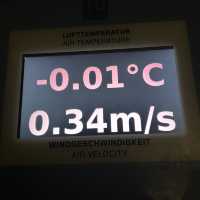 LUFTTEMPERATUR
AIR TEMPERATURE
-0.01°C
0.34m/s
WINDGESCHWINDIGKEIT
AIR VELOCITY